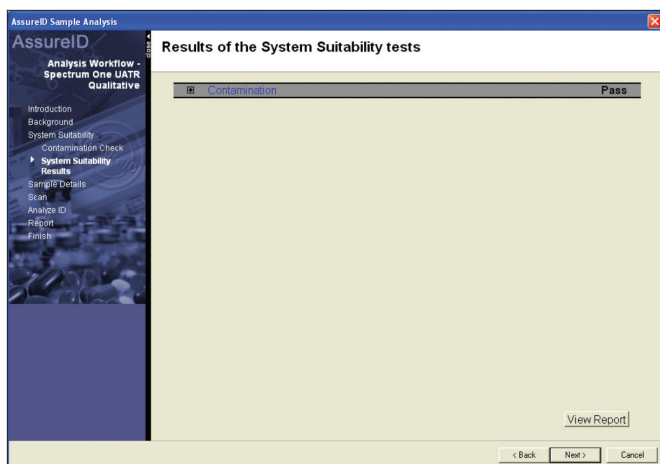 AssureID Sample Analysis
AssureID
close
Analysis Workflow -
Spectrum One UATR
Qualitative
Introduction
Background
System Suitability
Contamination Check
System Suitability
Results
Sample Details
Scan
Analyze ID
Report
Finish
Results of the System Suitability tests
Contamination Pass
View Report
< Back Next > Cancel